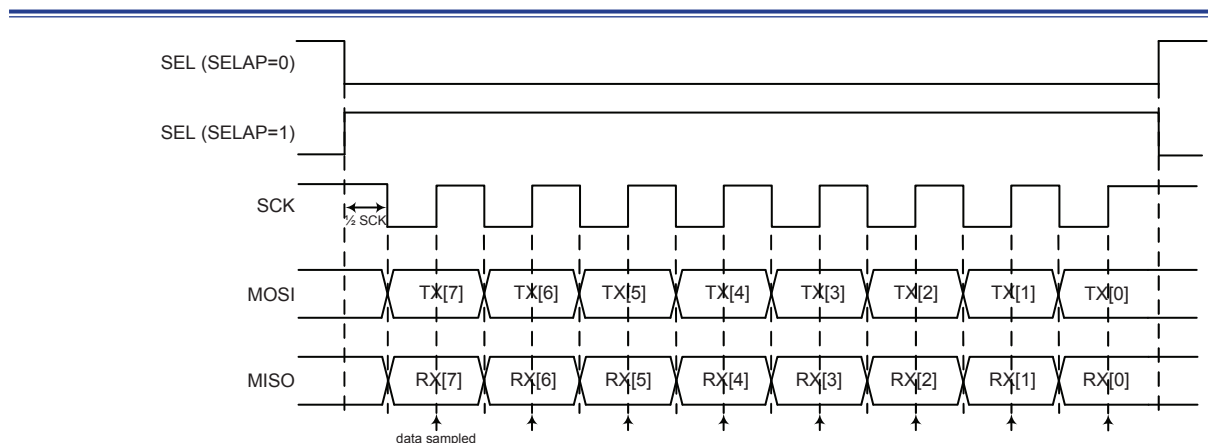 SEL (SELAP=0)
SEL (SELAP=1)
SCK
½ SCK
MOSI
TX[7] TX[6] TX[5] TX[4] TX[3] TX[2] TX[1] TX[0]
MISO
RX[7] RX[6] RX[5] RX[4] RX[3] RX[2] RX[1] RX[0]
data sampled